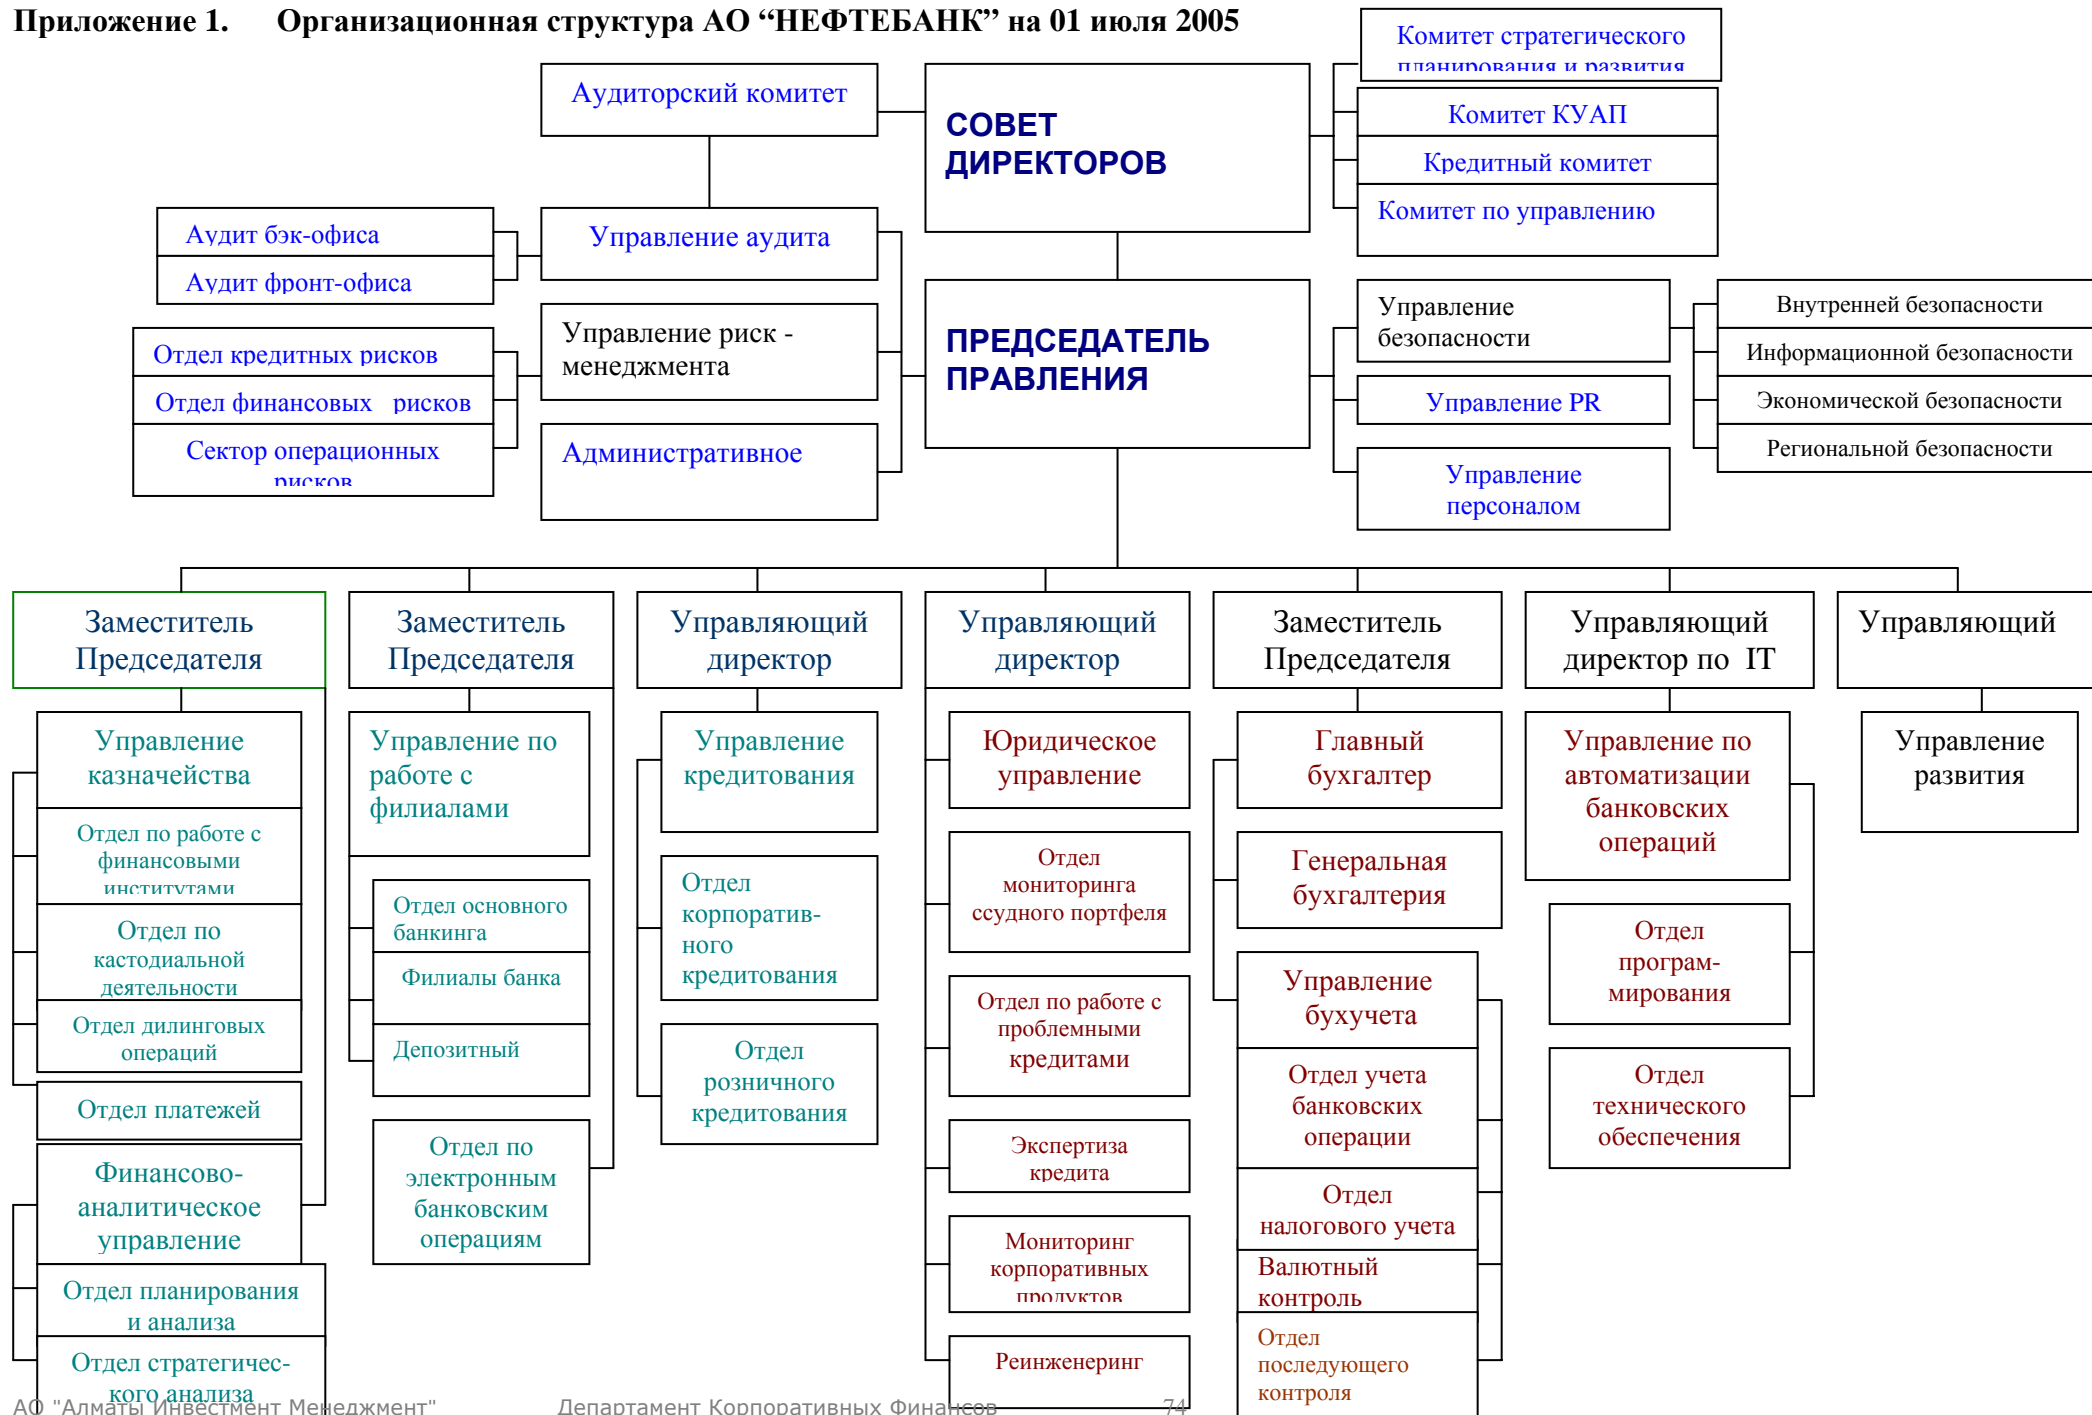 Приложение 1. Организационная структура АО “НЕФТЕБАНК” на 01 июля 2005
Комитет стратегического
планирования и развития
Аудиторский комитет
СОВЕТ
ДИРЕКТОРОВ
Комитет КУАП
Кредитный комитет
Комитет по управлению
Аудит бэк-офиса
Аудит фронт-офиса
Управление аудита
Управление риск -
менеджмента
Отдел кредитных рисков
Отдел финансовых рисков
Сектор операционных
рисков
Административное
ПРЕДСЕДАТЕЛЬ
ПРАВЛЕНИЯ
Управление
безопасности
Управление PR
Управление
персоналом
Внутренней безопасности
Информационной безопасности
Экономической безопасности
Региональной безопасности
Заместитель
Председателя
Управление
казначейства
Отдел по работе с
финансовыми
институтами
Отдел по
кастодиальной
деятельности
Отдел дилинговых
операций
Отдел платежей
Финансово-
аналитическое
управление
Отдел планирования
и анализа
Отдел стратегичес-
кого анализа
Заместитель
Председателя
Управление по
работе с
филиалами
Отдел основного
банкинга
Филиалы банка
Депозитный
Отдел по
электронным
банковским
операциям
Управляющий
директор
Управление
кредитования
Отдел
корпоратив-
ного
кредитования
Отдел
розничного
кредитования
Управляющий
директор
Юридическое
управление
Отдел
мониторинга
ссудного портфеля
Отдел по работе с
проблемными
кредитами
Экспертиза
кредита
Мониторинг
корпоративных
продуктов
Реинженеринг
Заместитель
Председателя
Главный
бухгалтер
Генеральная
бухгалтерия
Управление
бухучета
Отдел учета
банковских
операции
Отдел
налогового учета
Валютный
контроль
Отдел
последующего
контроля
Управляющий
директор по IT
Управление по
автоматизации
банковских
операций
Отдел
програм-
мирования
Отдел
технического
обеспечения
Управляющий
Управление
развития
АО "Алматы Инвестмент Менеджмент" Департамент Корпоративных Финансов 74